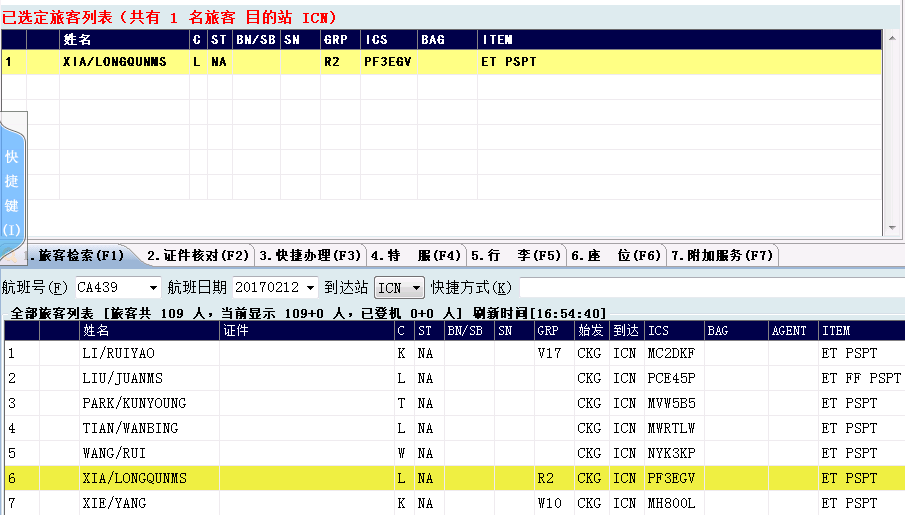 已选定旅客列表（共有 1 名旅客 目的站 ICN）
姓名 C ST BN/SB SN GRP ICS BAG ITEM
1 XIA/LONGQUNMS L NA R2 PF3EGV ET PSPT
快捷键(I)
1.旅客检索(F1) 2.证件核对(F2) 3.快捷办理(F3) 4.特 服(F4) 5.行 李(F5) 6.座 位(F6) 7.附加服务(F7)
航班号(F) CA439 航班日期 20170212 到达站 ICN 快捷方式(K)
全部旅客列表 [旅客共 109 人，当前显示 109+0 人，已登机 0+0 人] 刷新时间[16:54:40]
姓名 证件 C ST BN/SB SN GRP 始发 到达 ICS BAG AGENT ITEM
1 LI/RUIYAO K NA V17 CKG ICN MC2DKF ET PSPT
2 LIU/JUANMS L NA CKG ICN PCE45P ET FF PSPT
3 PARK/KUNYOUNG T NA CKG ICN MVW5B5 ET PSPT
4 TIAN/WANBING L NA CKG ICN MWRTLW ET PSPT
5 WANG/RUI W NA CKG ICN NYK3KP ET PSPT
6 XIA/LONGQUNMS L NA R2 CKG ICN PF3EGV ET PSPT
7 XIE/YANG K NA W10 CKG ICN MH800L ET PSPT